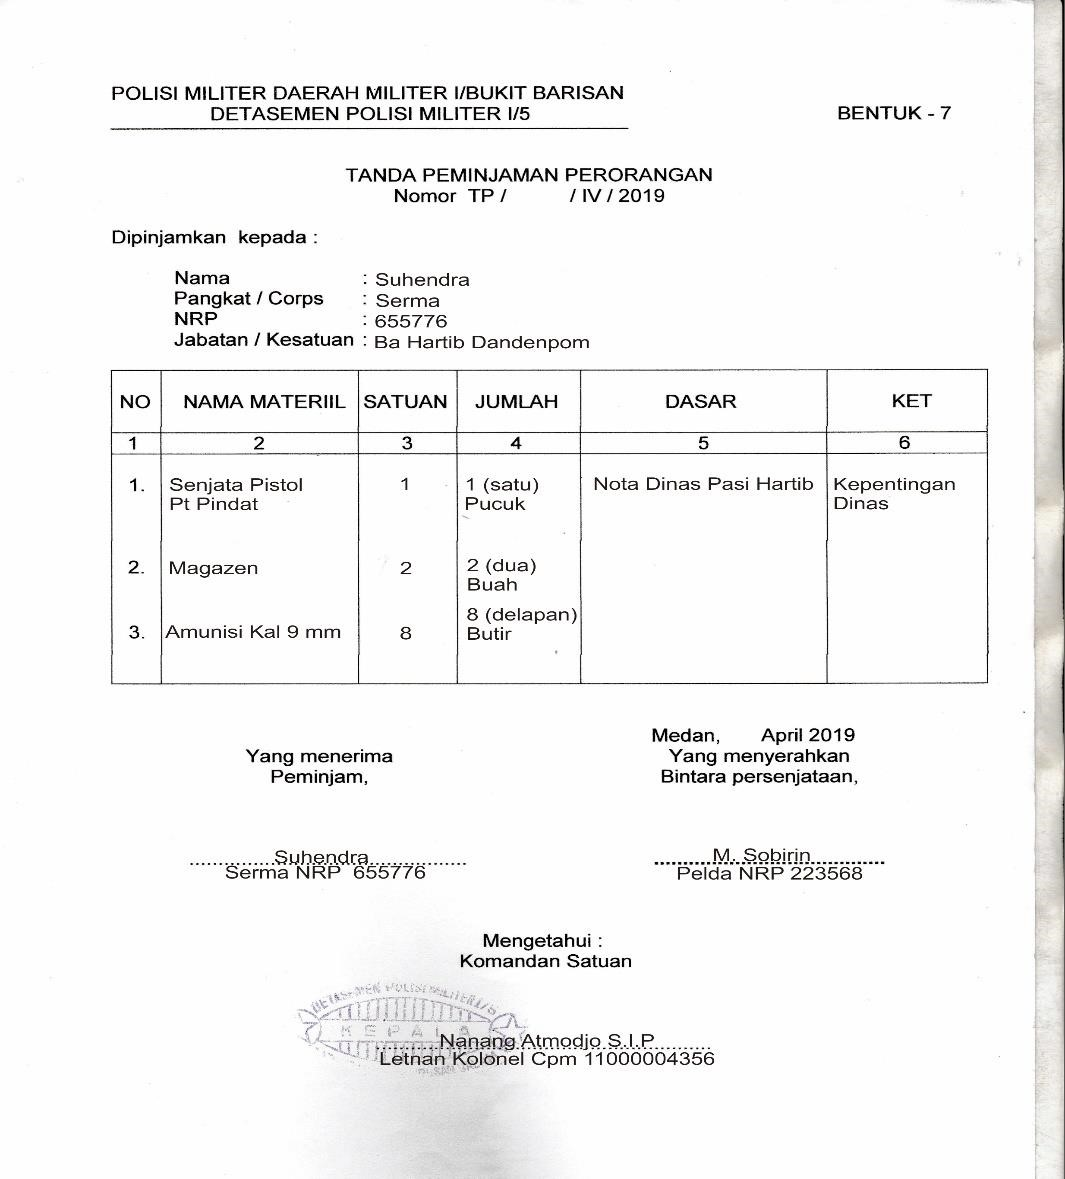 POLISI MILITER DAERAH MILITER I/BUKIT BARISAN
DETASEMEN POLISI MILITER I/5
BENTUK - 7
TANDA PEMINJAMAN PERORANGAN
Nomor TP / / IV / 2019
Dipinjamkan kepada :
Nama : Suhendra
Pangkat / Corps : Serma
NRP : 655776
Jabatan / Kesatuan : Ba Hartib Dandenpom
NO NAMA MATERIIL SATUAN JUMLAH DASAR KET
1 2 3 4 5 6
1. Senjata Pistol 1 1 (satu) Nota Dinas Pasi Hartib Kepentingan
Pt Pindat Pucuk Dinas
2. Magazen 2 2 (dua)
Buah
8 (delapan)
3. Amunisi Kal 9 mm 8 Butir
Medan, April 2019
Yang menerima Yang menyerahkan
Peminjam, Bintara persenjataan,
Suhendra M. Sobirin
Serma NRP 655776 Pelda NRP 223568
Mengetahui :
Komandan Satuan
DETASEMEN POLISI MILITER I/5
KEPALA
Nanang Atmodjo S.I.P
Letnan Kolonel Cpm 11000004356